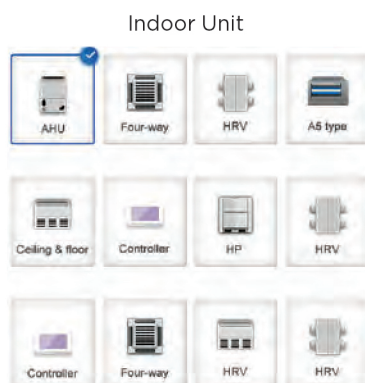 Indoor Unit
AHU Four-way HRV A5 type
Ceiling & floor Controller HP HRV
Controller Four-way HRV HRV